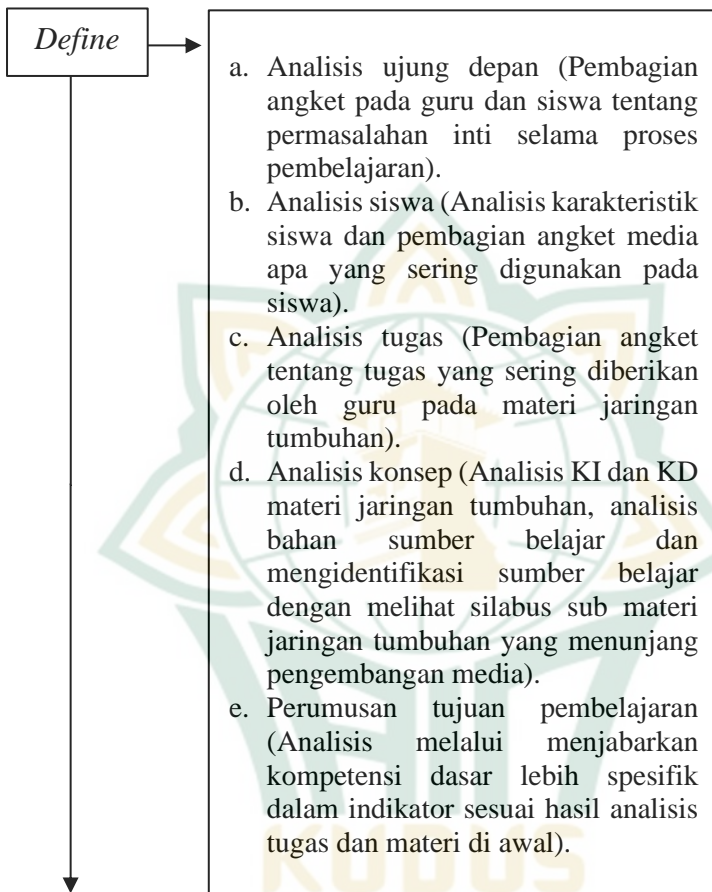 Define
a. Analisis ujung depan (Pembagian
angket pada guru dan siswa tentang
permasalahan inti selama proses
pembelajaran).
b. Analisis siswa (Analisis karakteristik
siswa dan pembagian angket media
apa yang sering digunakan pada
siswa).
c. Analisis tugas (Pembagian angket
tentang tugas yang sering diberikan
oleh guru pada materi jaringan
tumbuhan).
d. Analisis konsep (Analisis KI dan KD
materi jaringan tumbuhan, analisis
bahan sumber belajar dan
mengidentifikasi sumber belajar
dengan melihat silabus sub materi
jaringan tumbuhan yang menunjang
pengembangan media).
e. Perumusan tujuan pembelajaran
(Analisis melalui menjabarkan
kompetensi dasar lebih spesifik
dalam indikator sesuai hasil analisis
tugas dan materi di awal).
KUDUS